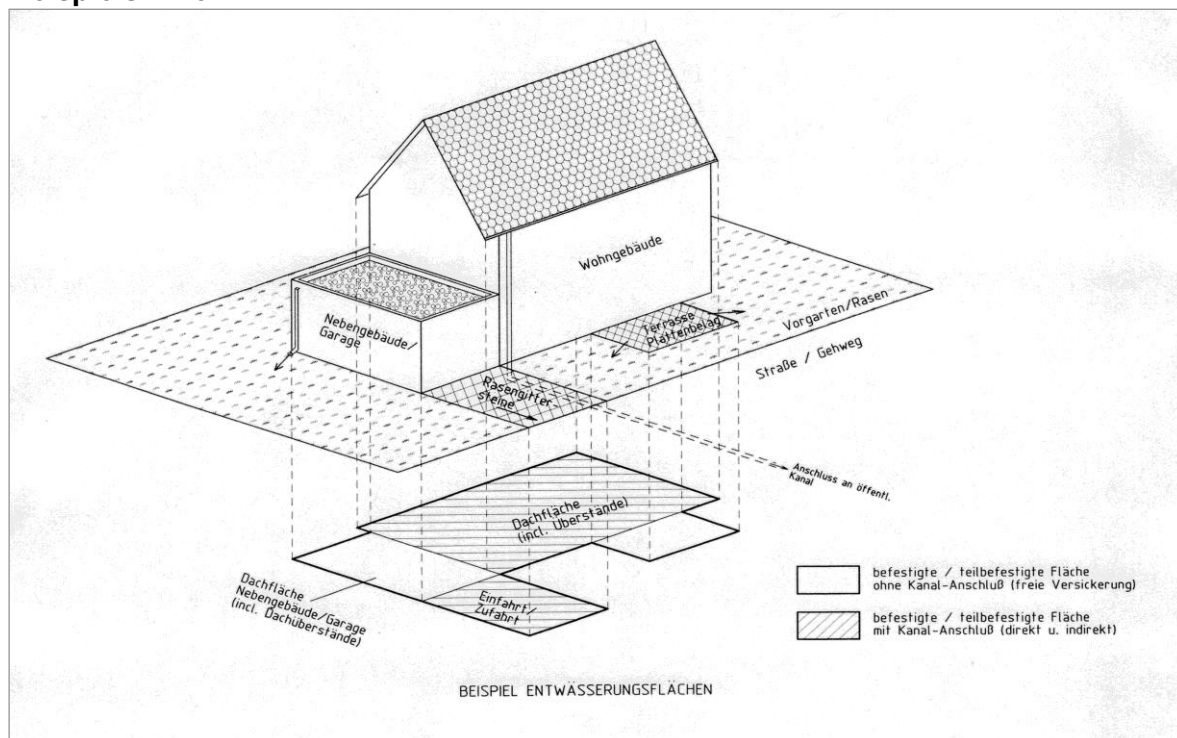 Wohngebäude
Nebengebäude/
Garage
Terrasse
Plattenbelag
Vorgarten/Rasen
Straße / Gehweg
Rasengitter
steine
Anschluss an öffentl.
Kanal
Dachfläche
(incl. Überstände)
Dachfläche
Nebengebäude/Garage
(incl. Dachüberstände)
Einfahrt/
Zufahrt
befestigte / teilbefestigte Fläche
ohne Kanal-Anschluß (freie Versickerung)
befestigte / teilbefestigte Fläche
mit Kanal-Anschluß (direkt u. indirekt)
BEISPIEL ENTWÄSSERUNGSFLÄCHEN